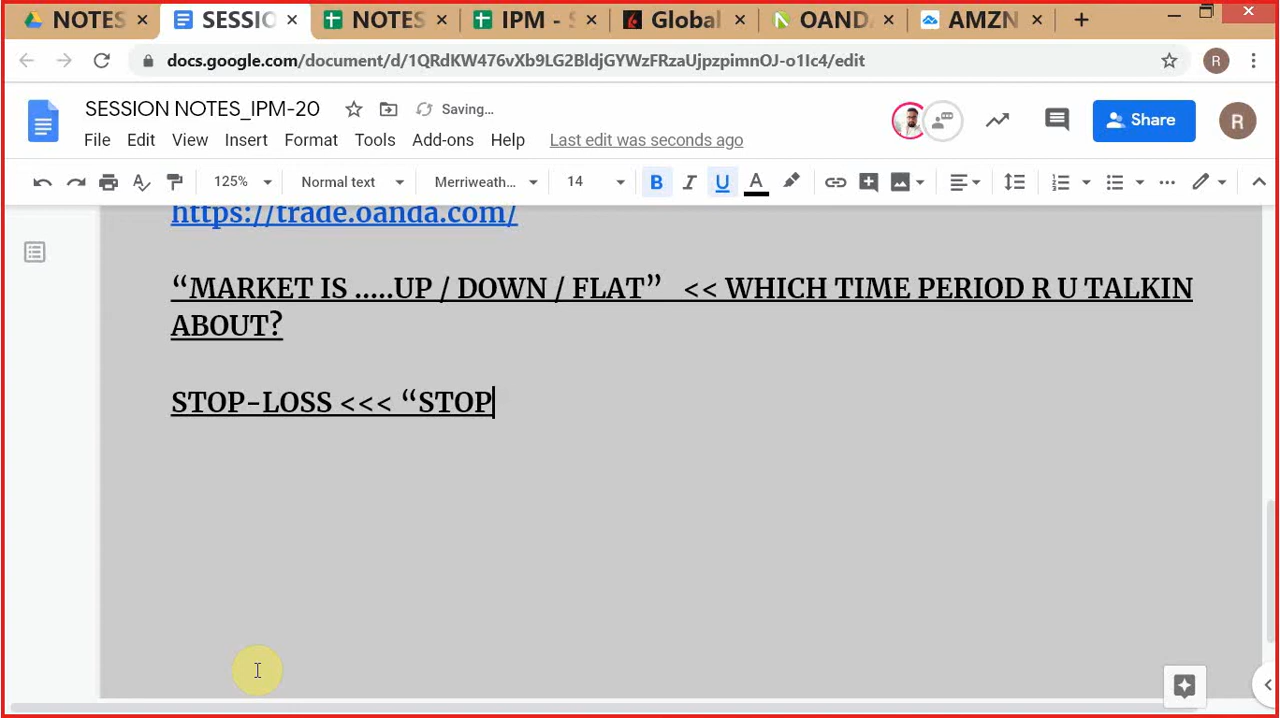 NOTES SESSIO NOTES IPM - S Global OAND AMZN
docs.google.com/document/d/1QRdKW476vXb9LG2BldjGYWzFRzaUjpzpimnOJ-o1Ic4/edit R
SESSION NOTES_IPM-20 Saving…
Share R
File Edit View Insert Format Tools Add-ons Help Last edit was seconds ago
125% Normal text Merriweath... 14 B I U A
https://trade.oanda.com/
“MARKET IS .....UP / DOWN / FLAT” << WHICH TIME PERIOD R U TALKIN
ABOUT?
STOP-LOSS <<< “STOP